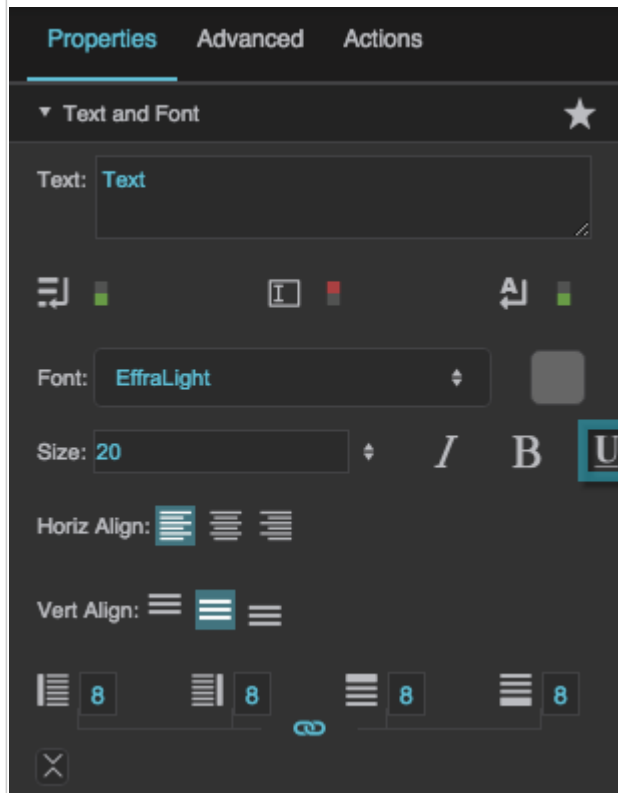 Properties Advanced Actions
Text and Font
Text: Text
Font: EffraLight
Size: 20 I B U
Horiz Align:
Vert Align:
8 8 8 8